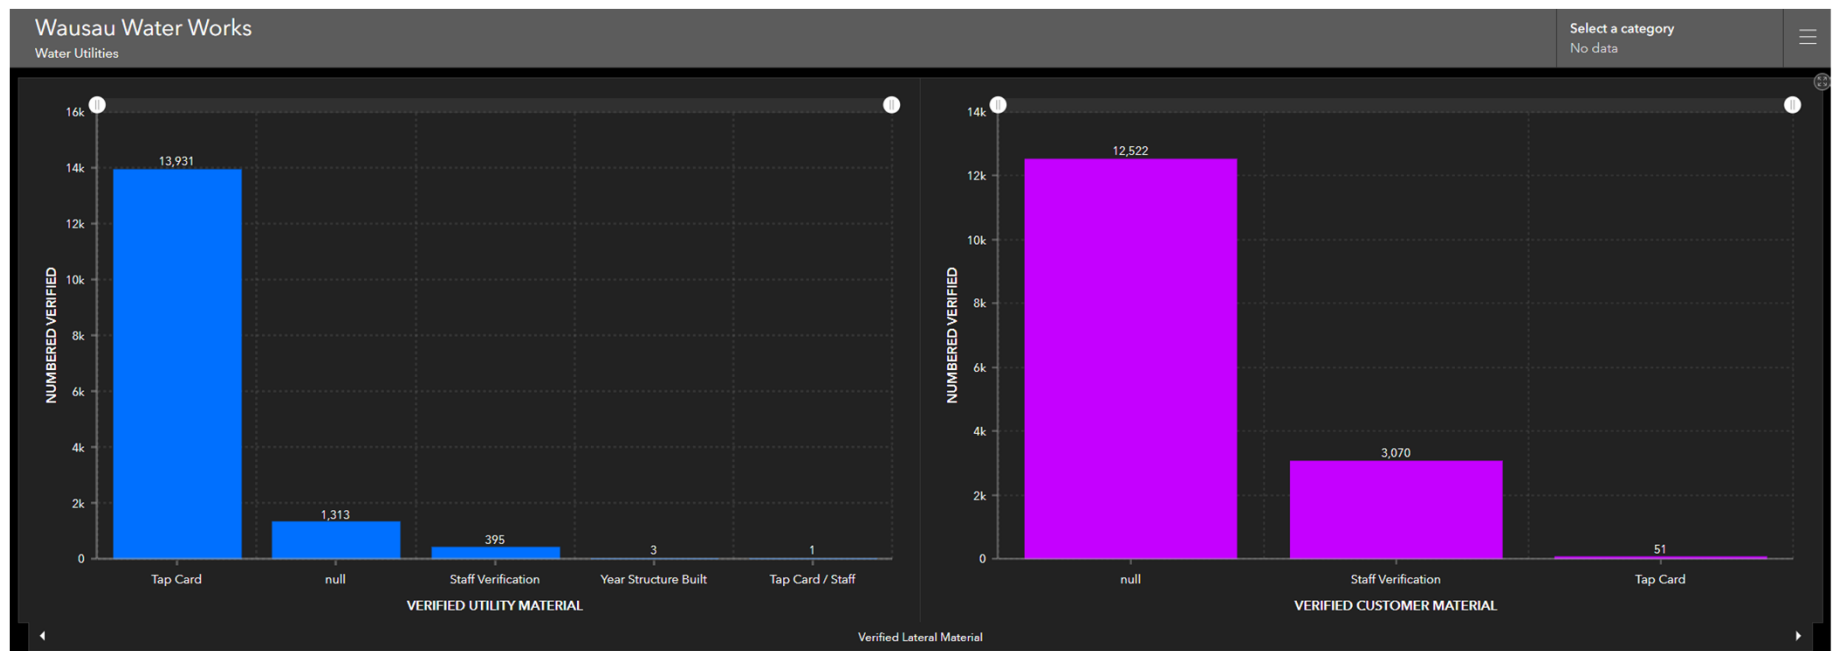 Wausau Water Works
Water Utilities
Select a category
No data
16k
14k
12k
10k
8k
6k
4k
2k
0
NUMBERED VERIFIED
13,931
1,313
395
3
1
Tap Card
null
Staff Verification
Year Structure Built
Tap Card / Staff
VERIFIED UTILITY MATERIAL
14k
12k
10k
8k
6k
4k
2k
0
NUMBERED VERIFIED
12,522
3,070
51
null
Staff Verification
Tap Card
VERIFIED CUSTOMER MATERIAL
Verified Lateral Material